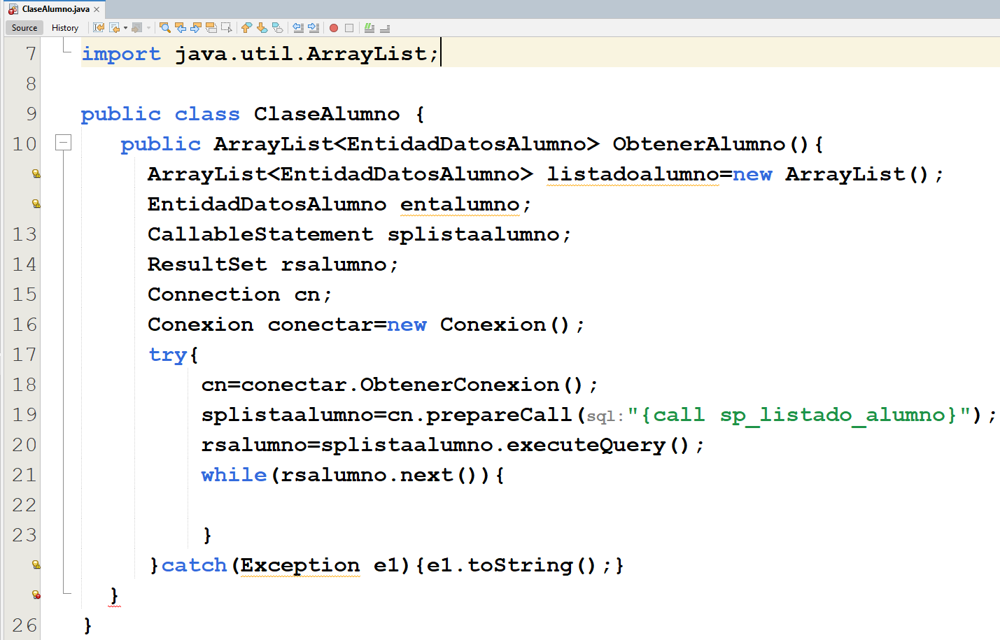 ClaseAlumno.java
Source History
7 import java.util.ArrayList;
8
9 public class ClaseAlumno {
10 public ArrayList<EntidadDatosAlumno> ObtenerAlumno(){
ArrayList<EntidadDatosAlumno> listadoalumno=new ArrayList();
EntidadDatosAlumno entalumno;
13 CallableStatement splistaalumno;
14 ResultSet rsalumno;
15 Connection cn;
16 Conexion conectar=new Conexion();
17 try{
18 cn=conectar.ObtenerConexion();
19 splistaalumno=cn.prepareCall(sql:"{call sp_listado_alumno}");
20 rsalumno=splistaalumno.executeQuery();
21 while(rsalumno.next()){
22
23 }
}catch(Exception e1){e1.toString();}
}
26 }